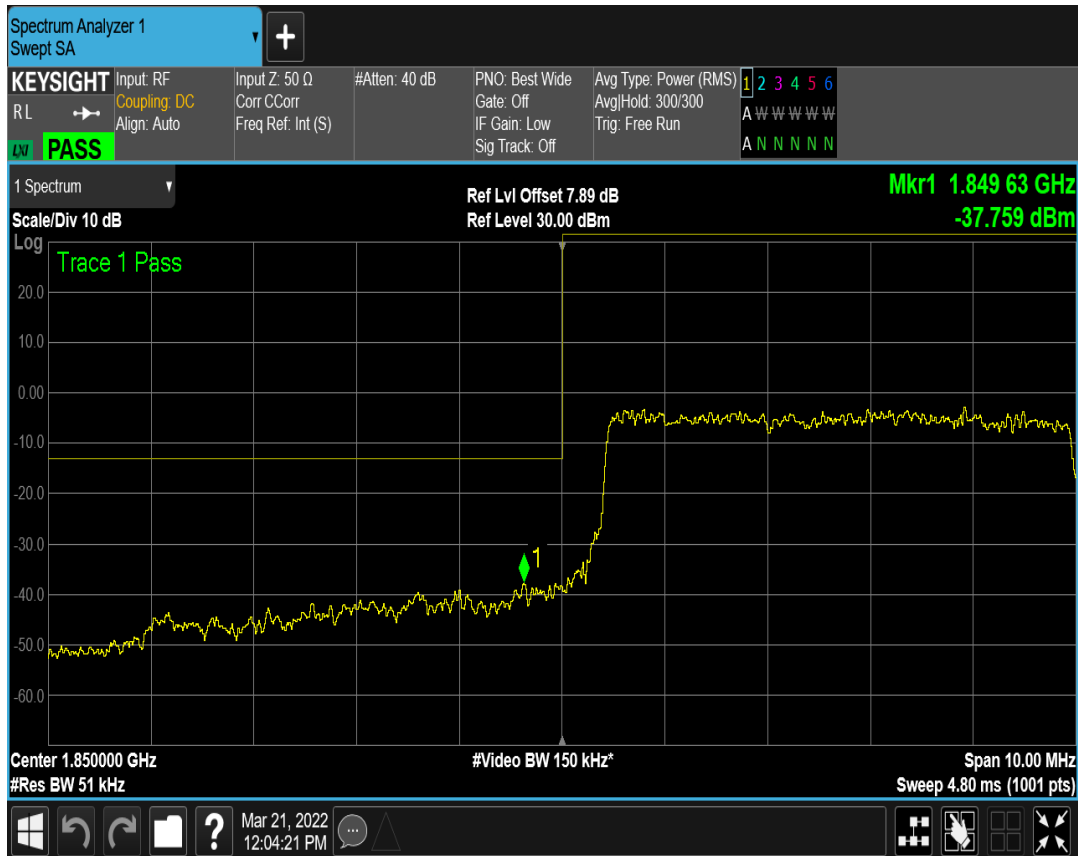 Spectrum Analyzer 1
Swept SA
+
KEYSIGHT
RL
LXI PASS
Input: RF
Coupling: DC
Align: Auto
Input Z: 50 Ω
Corr CCorr
Freq Ref: Int (S)
#Atten: 40 dB
PNO: Best Wide
Gate: Off
IF Gain: Low
Sig Track: Off
Avg Type: Power (RMS)
Avg|Hold: 300/300
Trig: Free Run
1 2 3 4 5 6
A W W W W W
A N N N N N
1 Spectrum
Scale/Div 10 dB
Ref Lvl Offset 7.89 dB
Ref Level 30.00 dBm
Mkr1 1.849 63 GHz
-37.759 dBm
Log
Trace 1 Pass
20.0
10.0
0.00
-10.0
-20.0
-30.0
1
-40.0
-50.0
-60.0
Center 1.850000 GHz
#Video BW 150 kHz*
Span 10.00 MHz
#Res BW 51 kHz
Sweep 4.80 ms (1001 pts)
?
Mar 21, 2022
12:04:21 PM